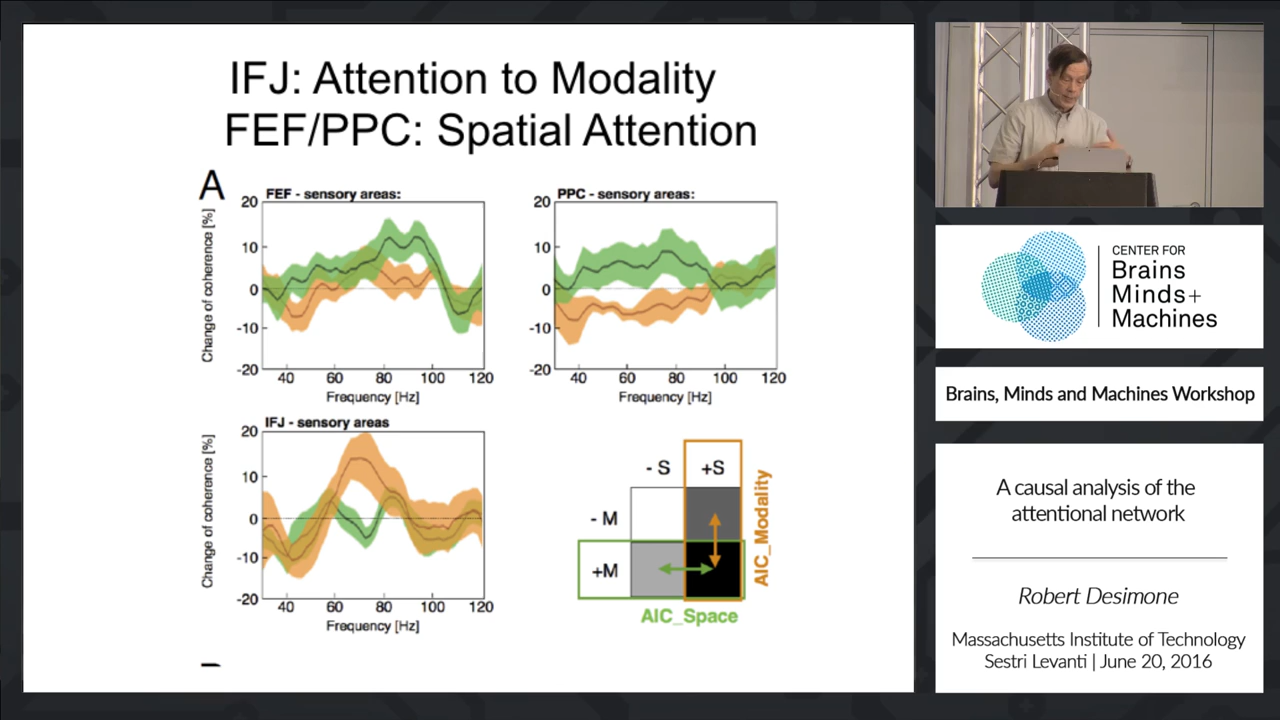 IFJ: Attention to Modality
FEF/PPC: Spatial Attention
A
FEF - sensory areas:
Change of coherence [%]
20
10
0
-10
-20
40 60 80 100 120
Frequency [Hz]
PPC - sensory areas:
20
10
0
-10
-20
40 60 80 100 120
Frequency [Hz]
IFJ - sensory areas
Change of coherence [%]
20
10
0
-10
-20
40 60 80 100 120
Frequency [Hz]
- S +S
- M
+M
AIC_Modality
AIC_Space
CENTER FOR
Brains
Minds+
Machines
Brains, Minds and Machines Workshop
A causal analysis of the
attentional network
Robert Desimone
Massachusetts Institute of Technology
Sestri Levanti | June 20, 2016